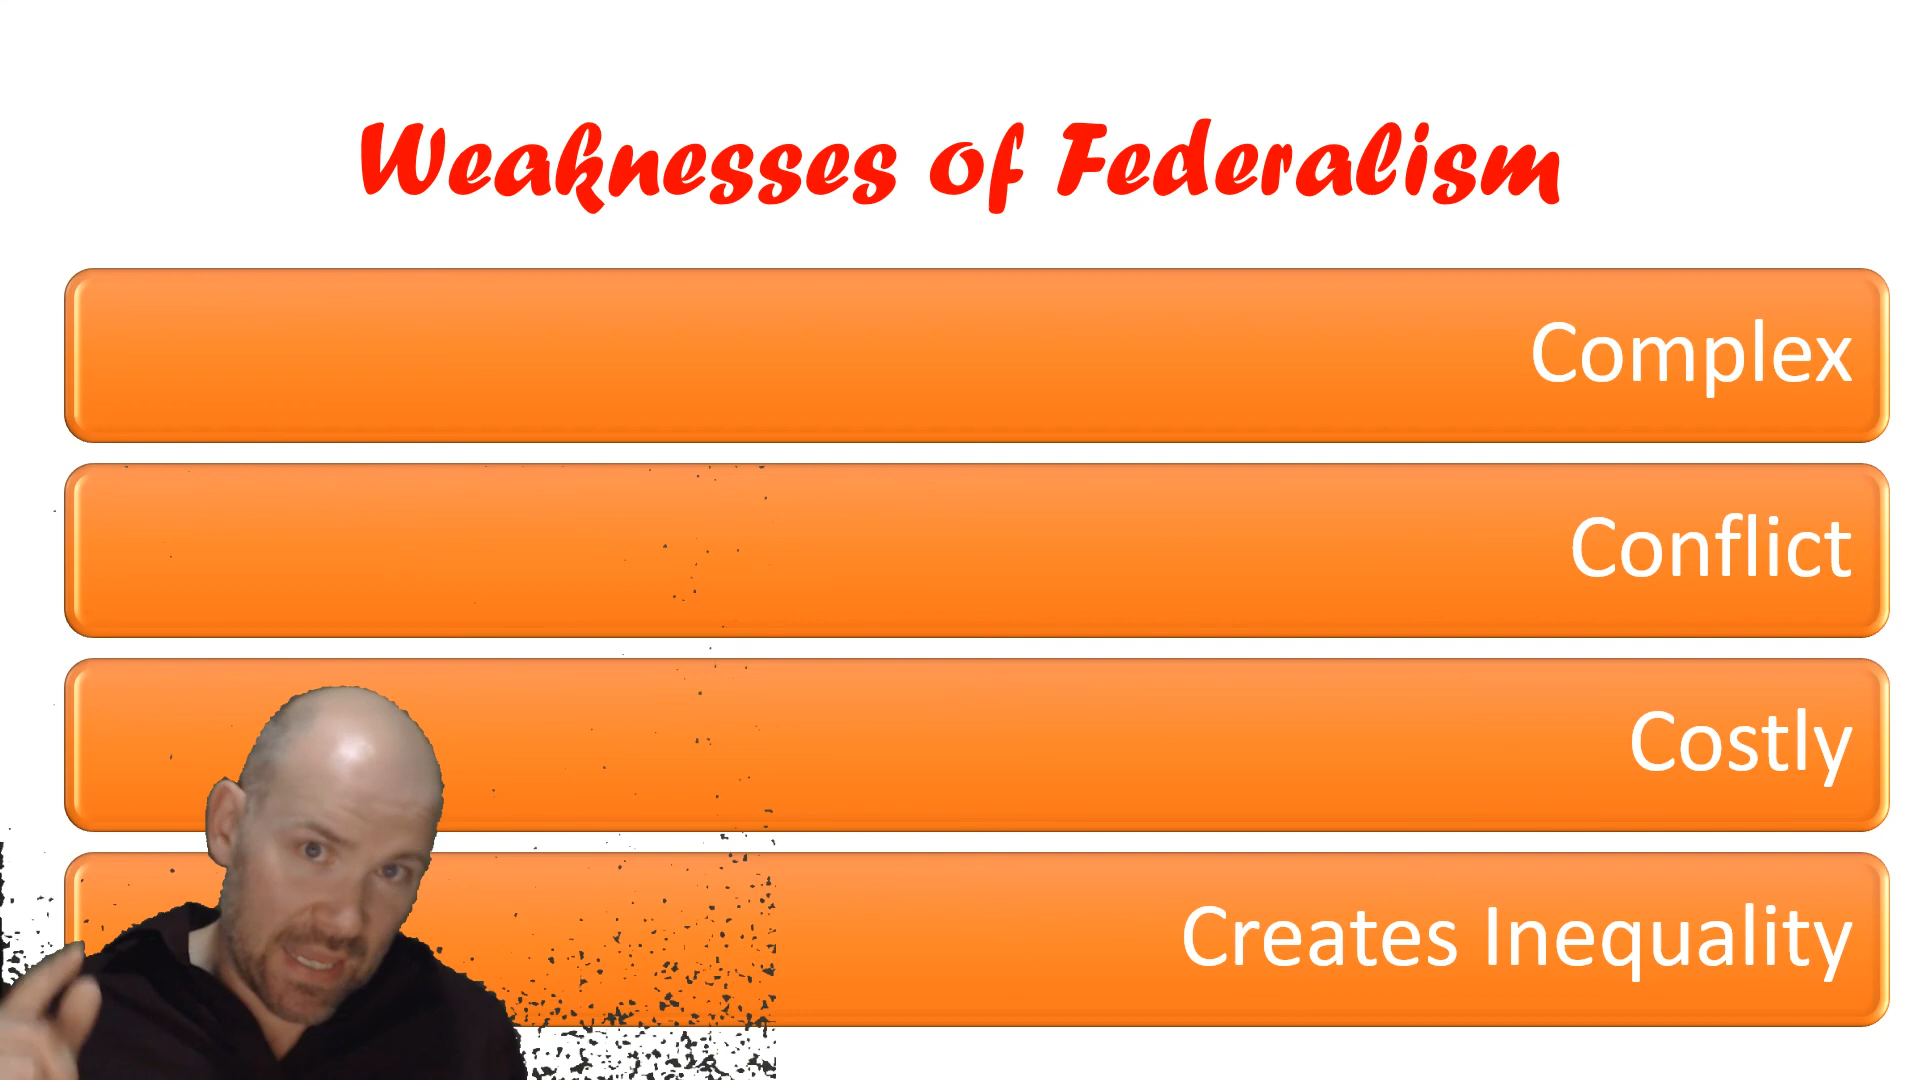 Weaknesses of Federalism
Complex
Conflict
Costly
Creates Inequality